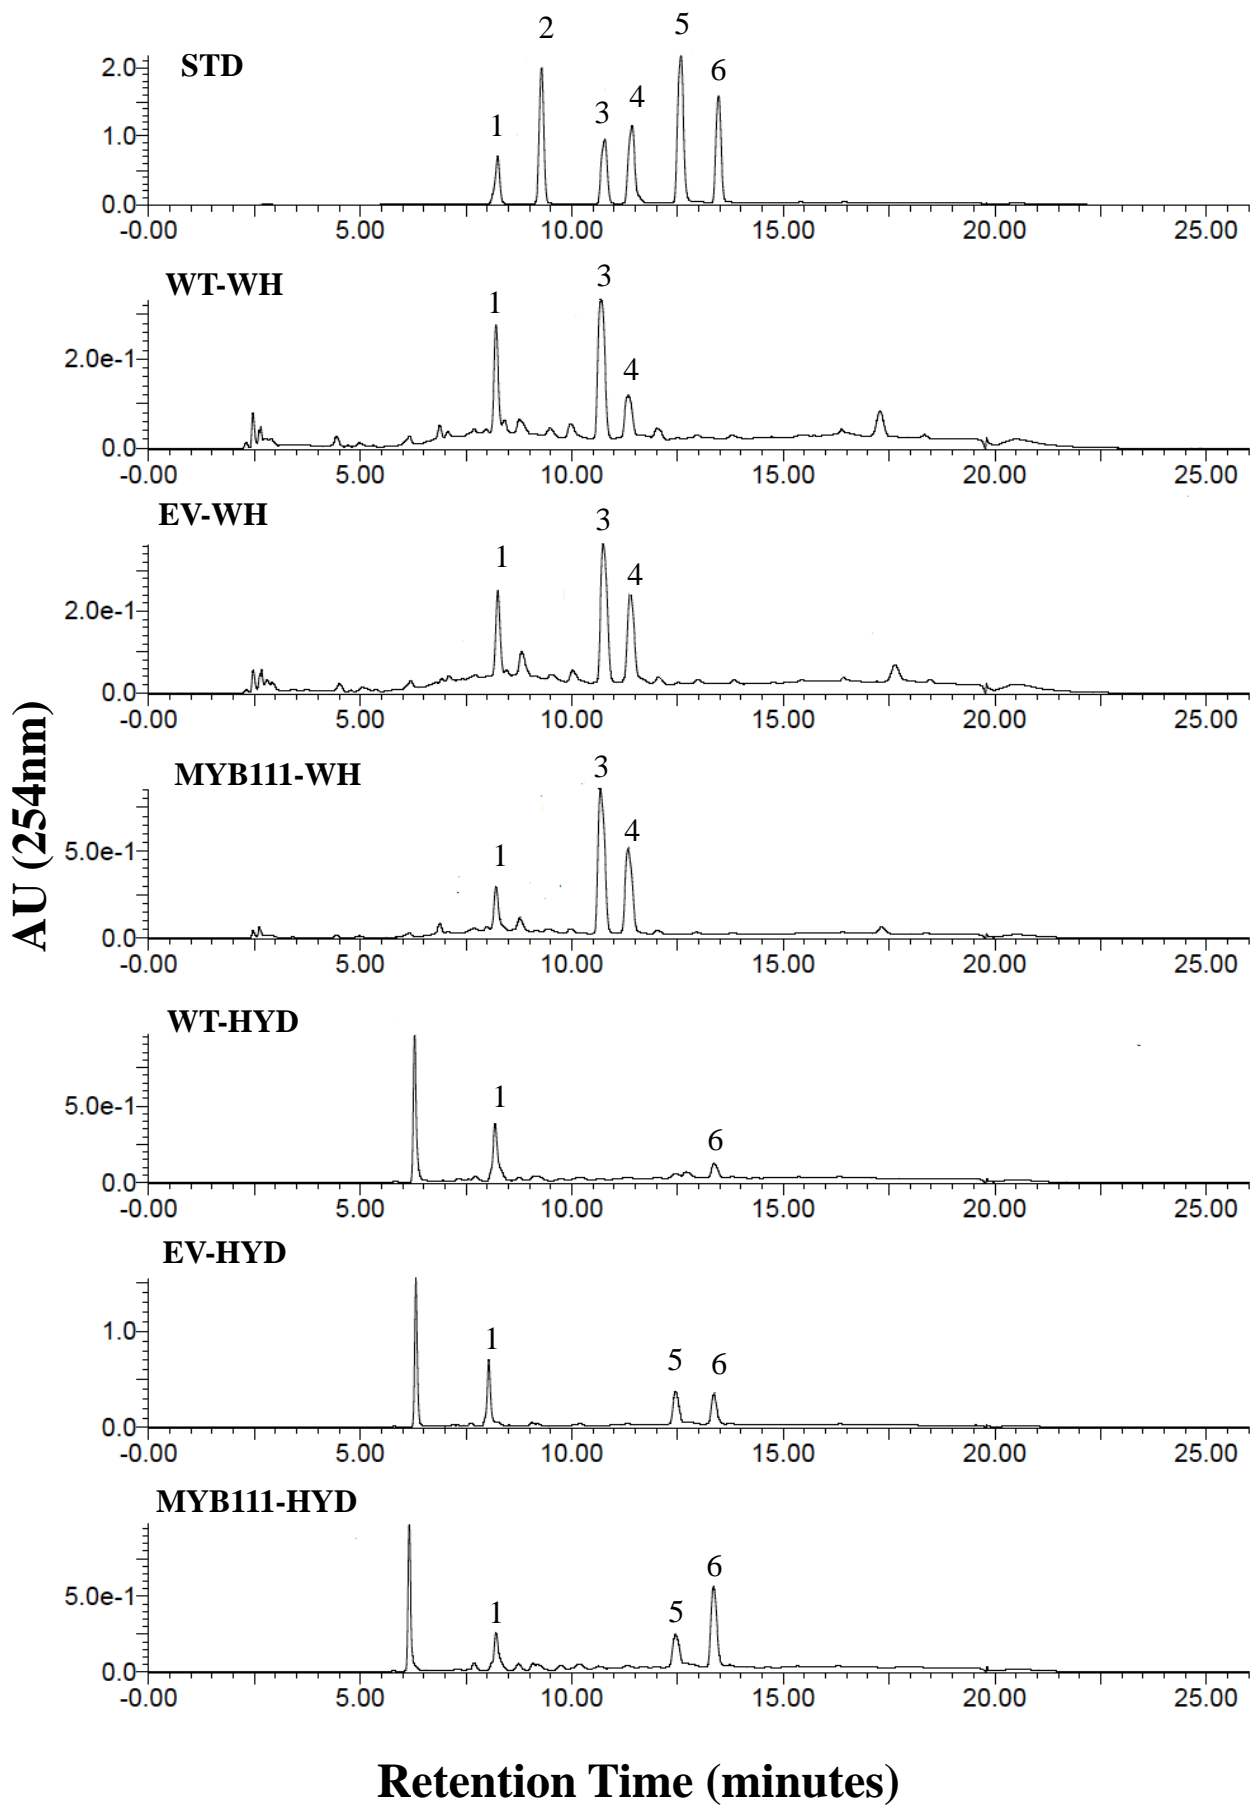 2 5
STD 6
1 3 4
2.0
1.0
0.0
-0.00 5.00 10.00 15.00 20.00 25.00
WT-WH 3
1
4
2.0e-1
0.0
-0.00 5.00 10.00 15.00 20.00 25.00
EV-WH 3
1 4
2.0e-1
0.0
-0.00 5.00 10.00 15.00 20.00 25.00
MYB111-WH 3
4
1
5.0e-1
0.0
-0.00 5.00 10.00 15.00 20.00 25.00
WT-HYD
1
6
5.0e-1
0.0
-0.00 5.00 10.00 15.00 20.00 25.00
EV-HYD
1 5 6
1.0
0.0
-0.00 5.00 10.00 15.00 20.00 25.00
MYB111-HYD
6
1 5
5.0e-1
0.0
-0.00 5.00 10.00 15.00 20.00 25.00
AU (254nm)
Retention Time (minutes)